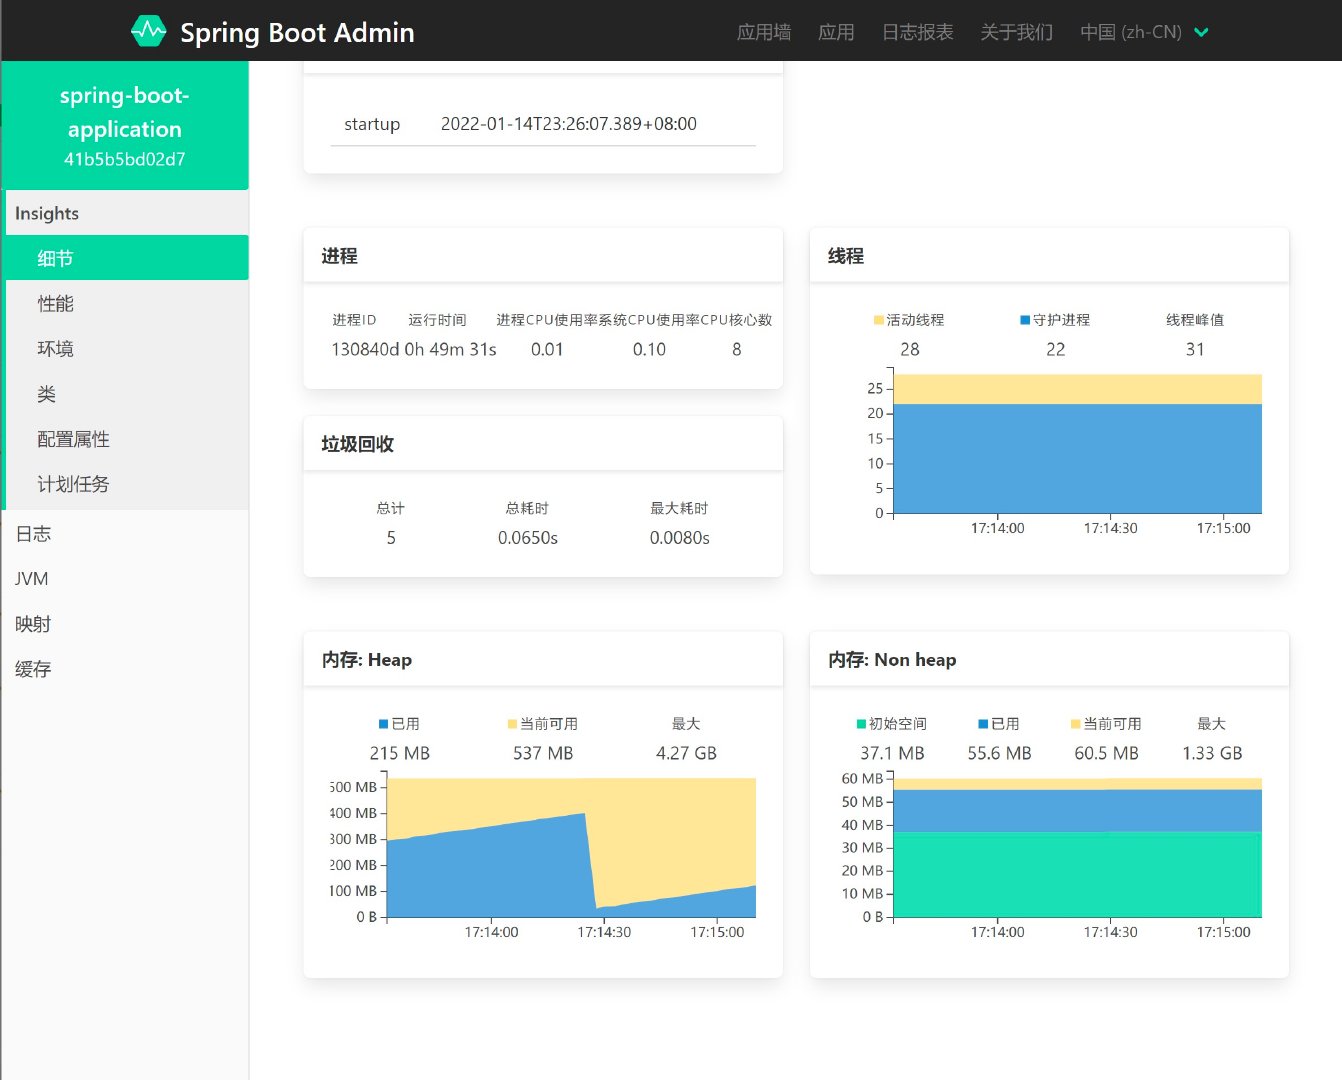 Spring Boot Admin
应用墙 应用 日志报表 关于我们 中国 (zh-CN)
spring-boot-
application
41b5b5bd02d7
Insights
细节
性能
环境
类
配置属性
计划任务
日志
JVM
映射
缓存
startup 2022-01-14T23:26:07.389+08:00
进程
进程ID 运行时间 进程CPU使用率系统CPU使用率CPU核心数
130840d 0h 49m 31s 0.01 0.10 8
线程
活动线程 守护进程 线程峰值
28 22 31
25
20
15
10
5
0
17:14:00 17:14:30 17:15:00
垃圾回收
总计 总耗时 最大耗时
5 0.0650s 0.0080s
内存: Heap
已用 当前可用 最大
215 MB 537 MB 4.27 GB
500 MB
400 MB
300 MB
200 MB
100 MB
0 B
17:14:00 17:14:30 17:15:00
内存: Non heap
初始空间 已用 当前可用 最大
37.1 MB 55.6 MB 60.5 MB 1.33 GB
60 MB
50 MB
40 MB
30 MB
20 MB
10 MB
0 B
17:14:00 17:14:30 17:15:00